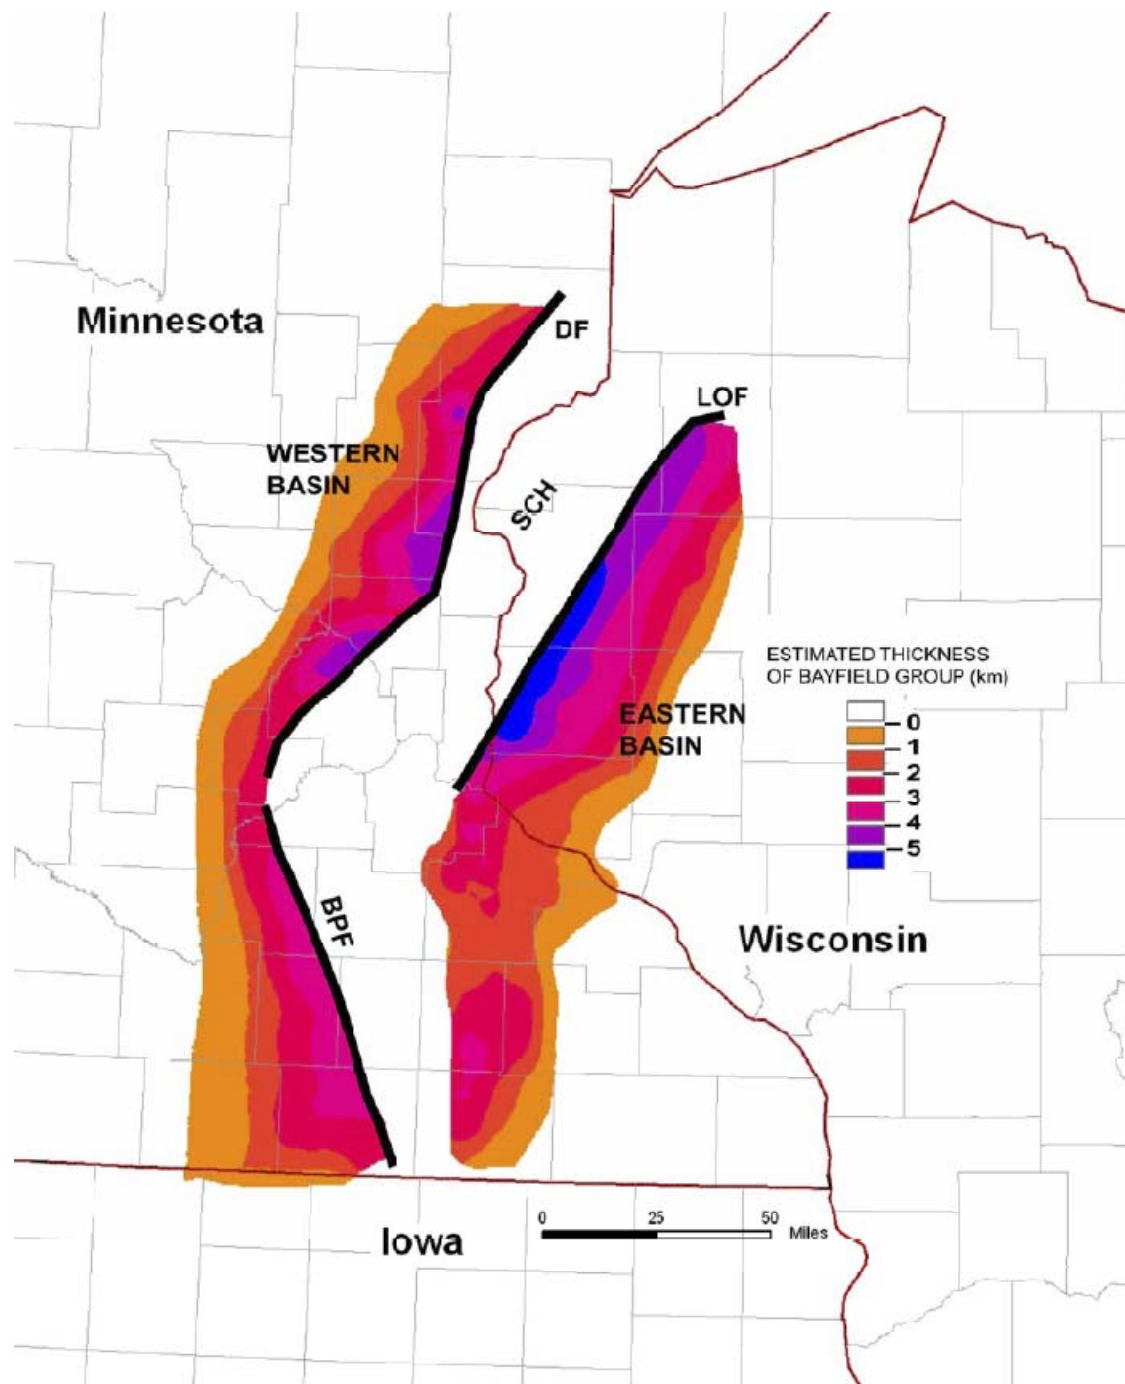 Minnesota
DF
LOF
WESTERN
BASIN
SCH
ESTIMATED THICKNESS
OF BAYFIELD GROUP (km)
0
1
2
3
4
5
EASTERN
BASIN
BPF
Wisconsin
Iowa
0 25 50
Miles